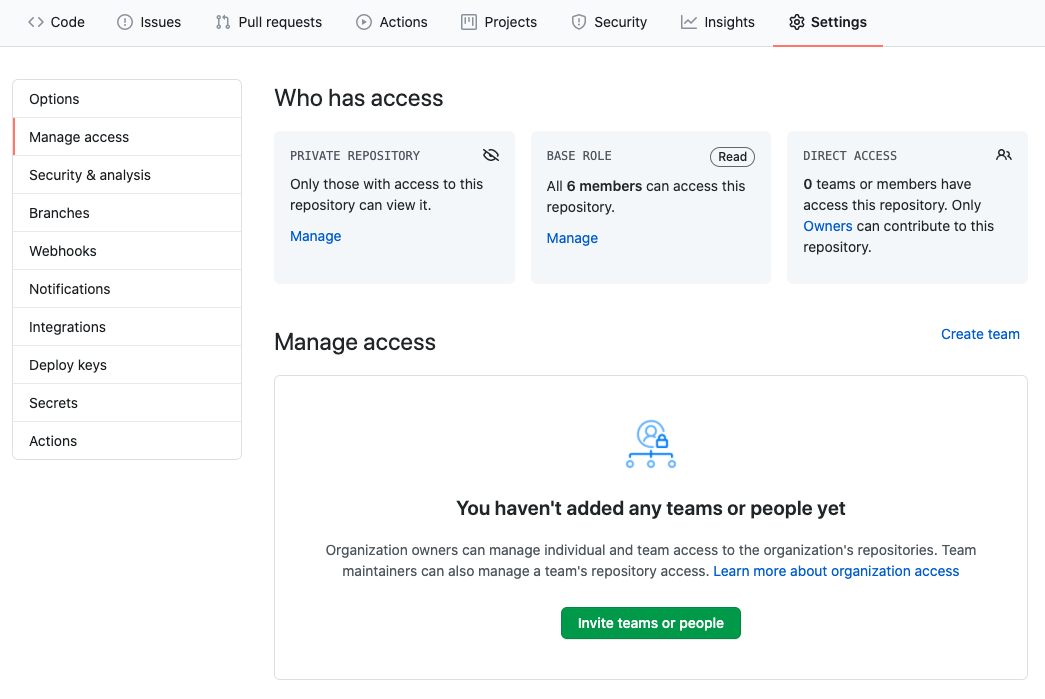 Code Issues Pull requests Actions Projects Security Insights Settings
Options
Manage access
Security & analysis
Branches
Webhooks
Notifications
Integrations
Deploy keys
Secrets
Actions
Who has access
PRIVATE REPOSITORY
Only those with access to this
repository can view it.
Manage
BASE ROLE Read
All 6 members can access this
repository.
Manage
DIRECT ACCESS
0 teams or members have
access this repository. Only
Owners can contribute to this
repository.
Manage access
Create team
You haven't added any teams or people yet
Organization owners can manage individual and team access to the organization's repositories. Team
maintainers can also manage a team's repository access. Learn more about organization access
Invite teams or people